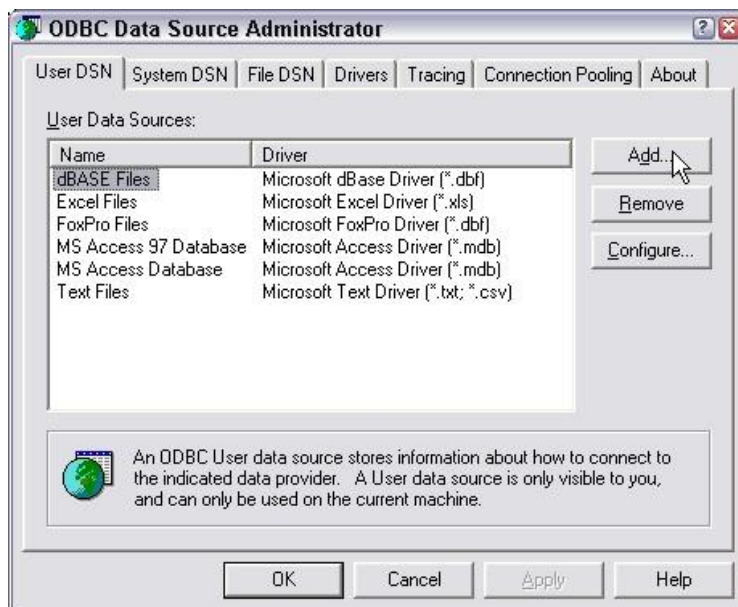 ODBC Data Source Administrator
User DSN System DSN File DSN Drivers Tracing Connection Pooling About
User Data Sources:
Name Driver
dBASE Files Microsoft dBase Driver (*.dbf)
Excel Files Microsoft Excel Driver (*.xls)
FoxPro Files Microsoft FoxPro Driver (*.dbf)
MS Access 97 Database Microsoft Access Driver (*.mdb)
MS Access Database Microsoft Access Driver (*.mdb)
Text Files Microsoft Text Driver (*.txt; *.csv)
Add...
Remove
Configure...
An ODBC User data source stores information about how to connect to
the indicated data provider. A User data source is only visible to you,
and can only be used on the current machine.
OK Cancel Apply Help